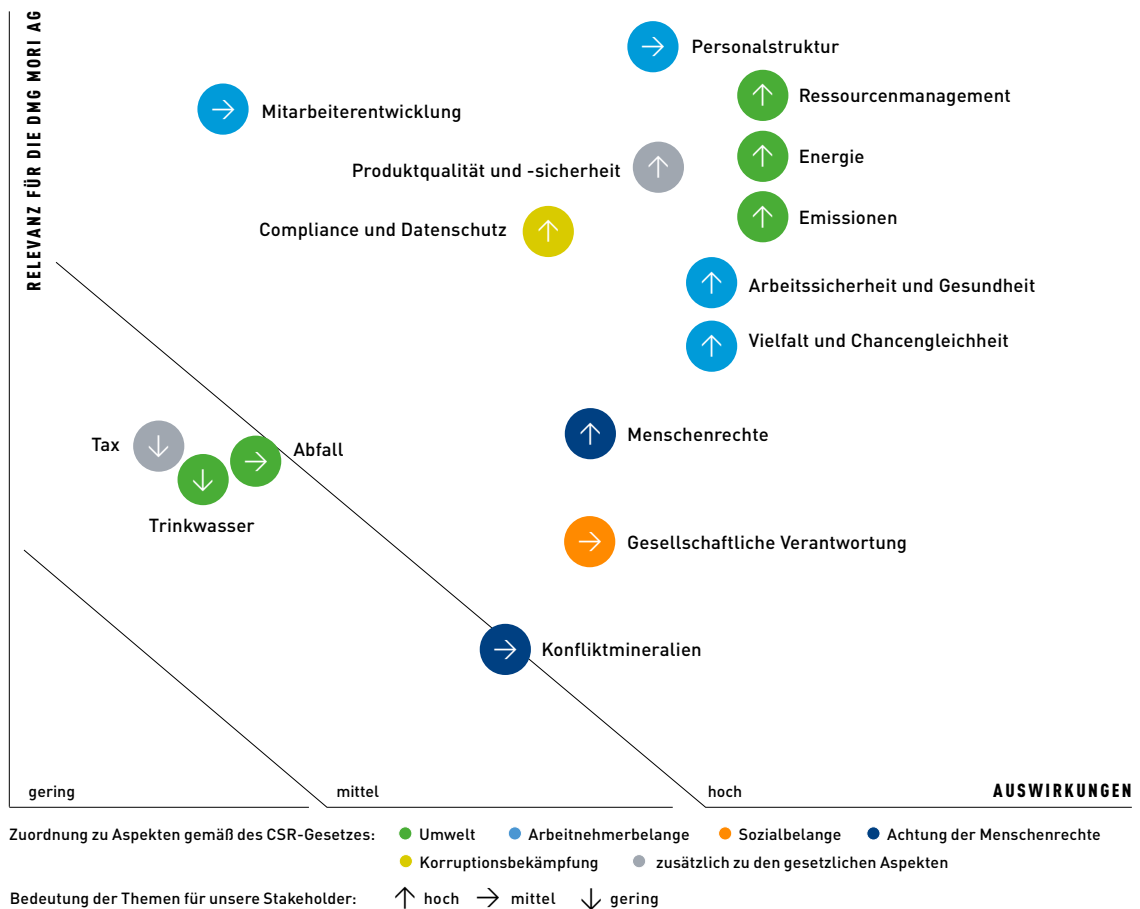 RELEVANZ FÜR DIE DMG MORI AG
Personalstruktur
Ressourcenmanagement
Mitarbeiterentwicklung
Energie
Produktqualität und -sicherheit
Emissionen
Compliance und Datenschutz
Arbeitssicherheit und Gesundheit
Vielfalt und Chancengleichheit
Menschenrechte
Tax
Abfall
Trinkwasser
Gesellschaftliche Verantwortung
Konfliktmineralien
gering mittel hoch AUSWIRKUNGEN
Zuordnung zu Aspekten gemäß des CSR-Gesetzes: Umwelt Arbeitnehmerbelange Sozialbelange Achtung der Menschenrechte
Korruptionsbekämpfung zusätzlich zu den gesetzlichen Aspekten
Bedeutung der Themen für unsere Stakeholder: ↑ hoch → mittel ↓ gering